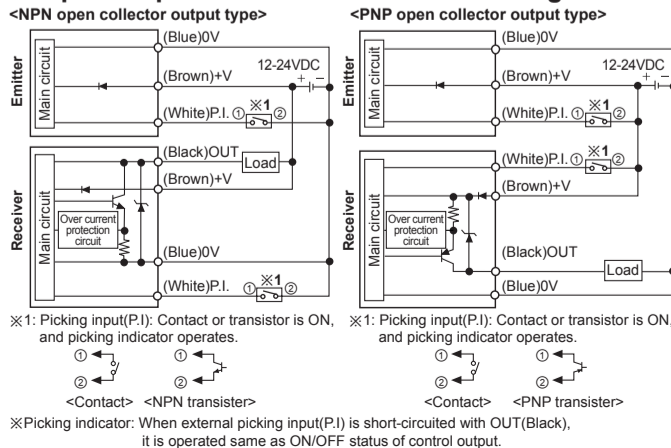 <NPN open collector output type>
(Blue)0V
12-24VDC
+ −
Emitter
Main circuit
(Brown)+V
(White)P.I. ① ※1 ②
(Black)OUT
Load
(Brown)+V
Receiver
Main circuit
Over current
protection
circuit
(Blue)0V
(White)P.I. ① ※1 ②
※1: Picking input(P.I): Contact or transistor is ON,
and picking indicator operates.
① ①
② ②
<Contact> <NPN transister>
<PNP open collector output type>
(Blue)0V
12-24VDC
+ −
Emitter
Main circuit
(Brown)+V
(White)P.I. ① ※1 ②
(White)P.I. ① ※1 ②
(Brown)+V
Receiver
Main circuit
Over current
protection
circuit
(Black)OUT
Load
(Blue)0V
※1: Picking input(P.I): Contact or transistor is ON,
and picking indicator operates.
① ①
② ②
<Contact> <PNP transister>
※Picking indicator: When external picking input(P.I) is short-circuited with OUT(Black),
it is operated same as ON/OFF status of control output.